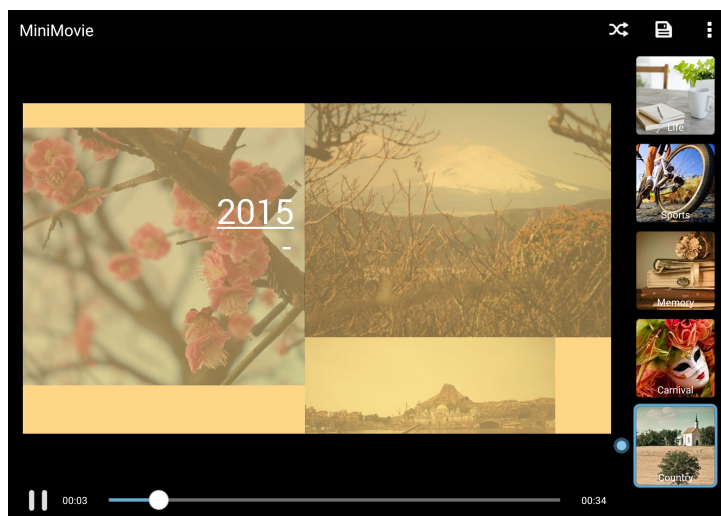 MiniMovie
2015
-
Life
Sports
Memory
Carnival
Country
00:03
00:34